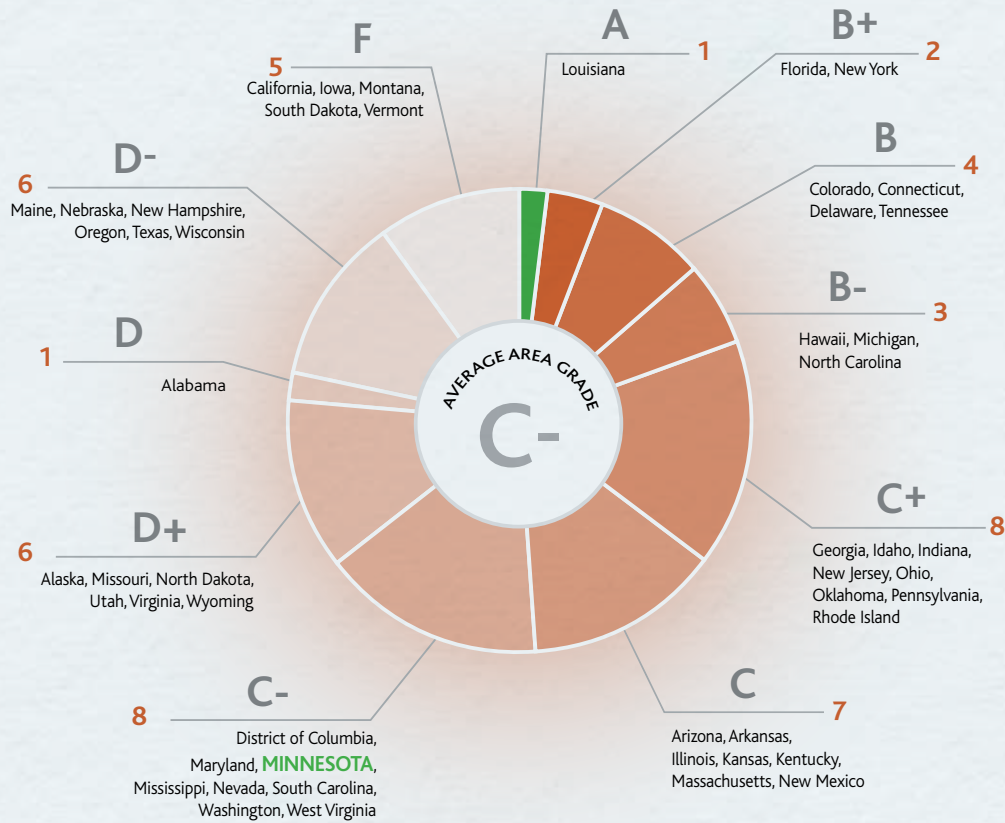 A
1
Louisiana
B+
2
Florida, New York
B
4
Colorado, Connecticut,
Delaware, Tennessee
B-
3
Hawaii, Michigan,
North Carolina
C+
8
Georgia, Idaho, Indiana,
New Jersey, Ohio,
Oklahoma, Pennsylvania,
Rhode Island
C
7
Arizona, Arkansas,
Illinois, Kansas, Kentucky,
Massachusetts, New Mexico
C-
8
District of Columbia,
Maryland, MINNESOTA,
Mississippi, Nevada, South Carolina,
Washington, West Virginia
D+
6
Alaska, Missouri, North Dakota,
Utah, Virginia, Wyoming
D
1
Alabama
D-
6
Maine, Nebraska, New Hampshire,
Oregon, Texas, Wisconsin
F
5
California, Iowa, Montana,
South Dakota, Vermont
AVERAGE AREA GRADE
C-